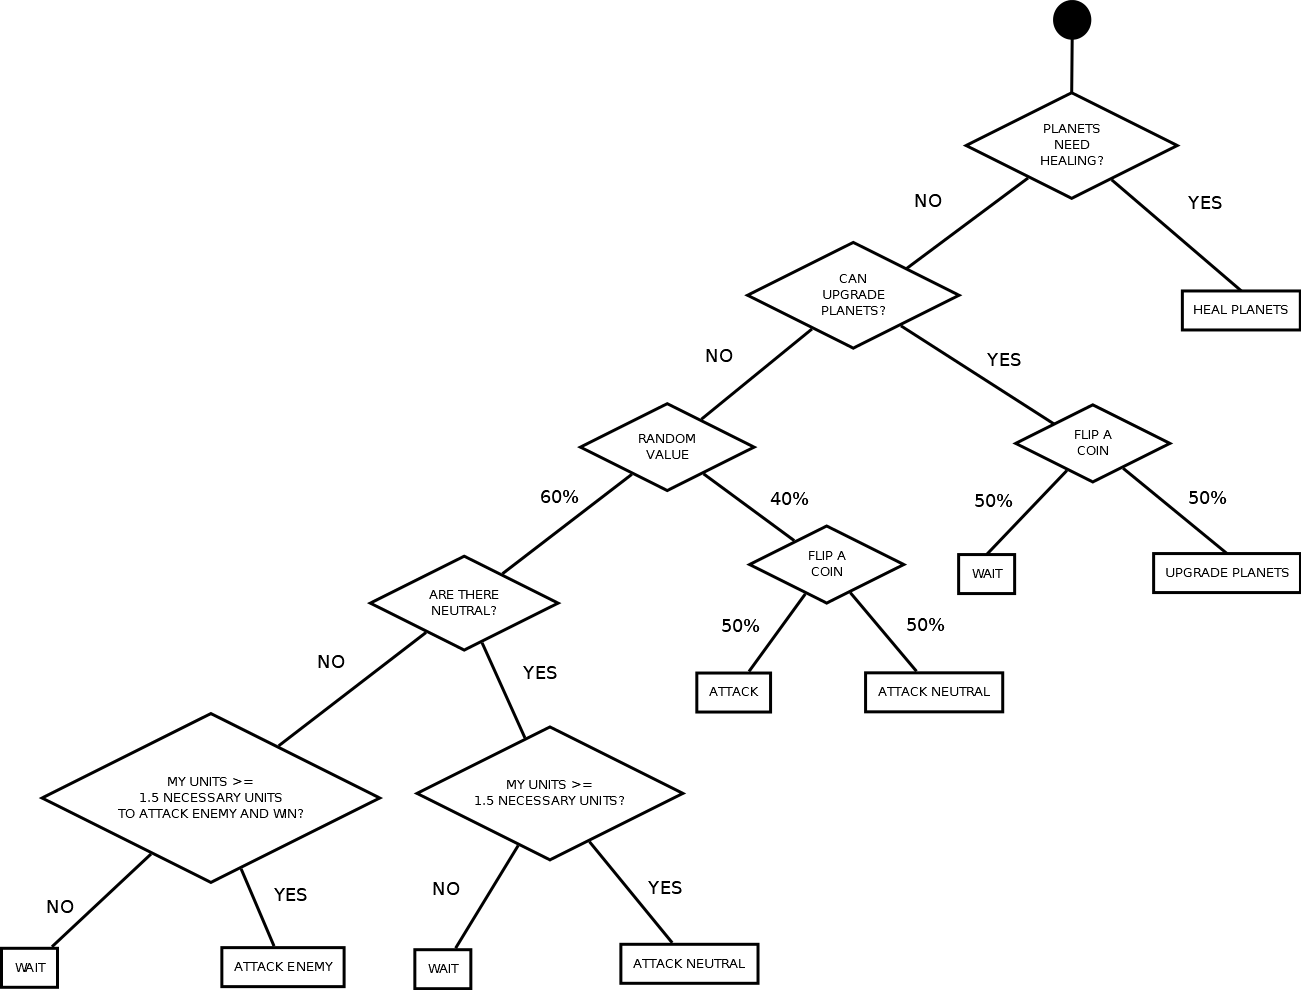 PLANETS
NEED
HEALING?
NO
YES
CAN
UPGRADE
PLANETS?
HEAL PLANETS
NO
YES
RANDOM
VALUE
FLIP A
COIN
60%
40%
50%
50%
ARE THERE
NEUTRAL?
FLIP A
COIN
WAIT
UPGRADE PLANETS
NO
YES
50%
50%
ATTACK
ATTACK NEUTRAL
MY UNITS >=
1.5 NECESSARY UNITS
TO ATTACK ENEMY AND WIN?
MY UNITS >=
1.5 NECESSARY UNITS?
NO
YES
NO
YES
WAIT
ATTACK ENEMY
WAIT
ATTACK NEUTRAL